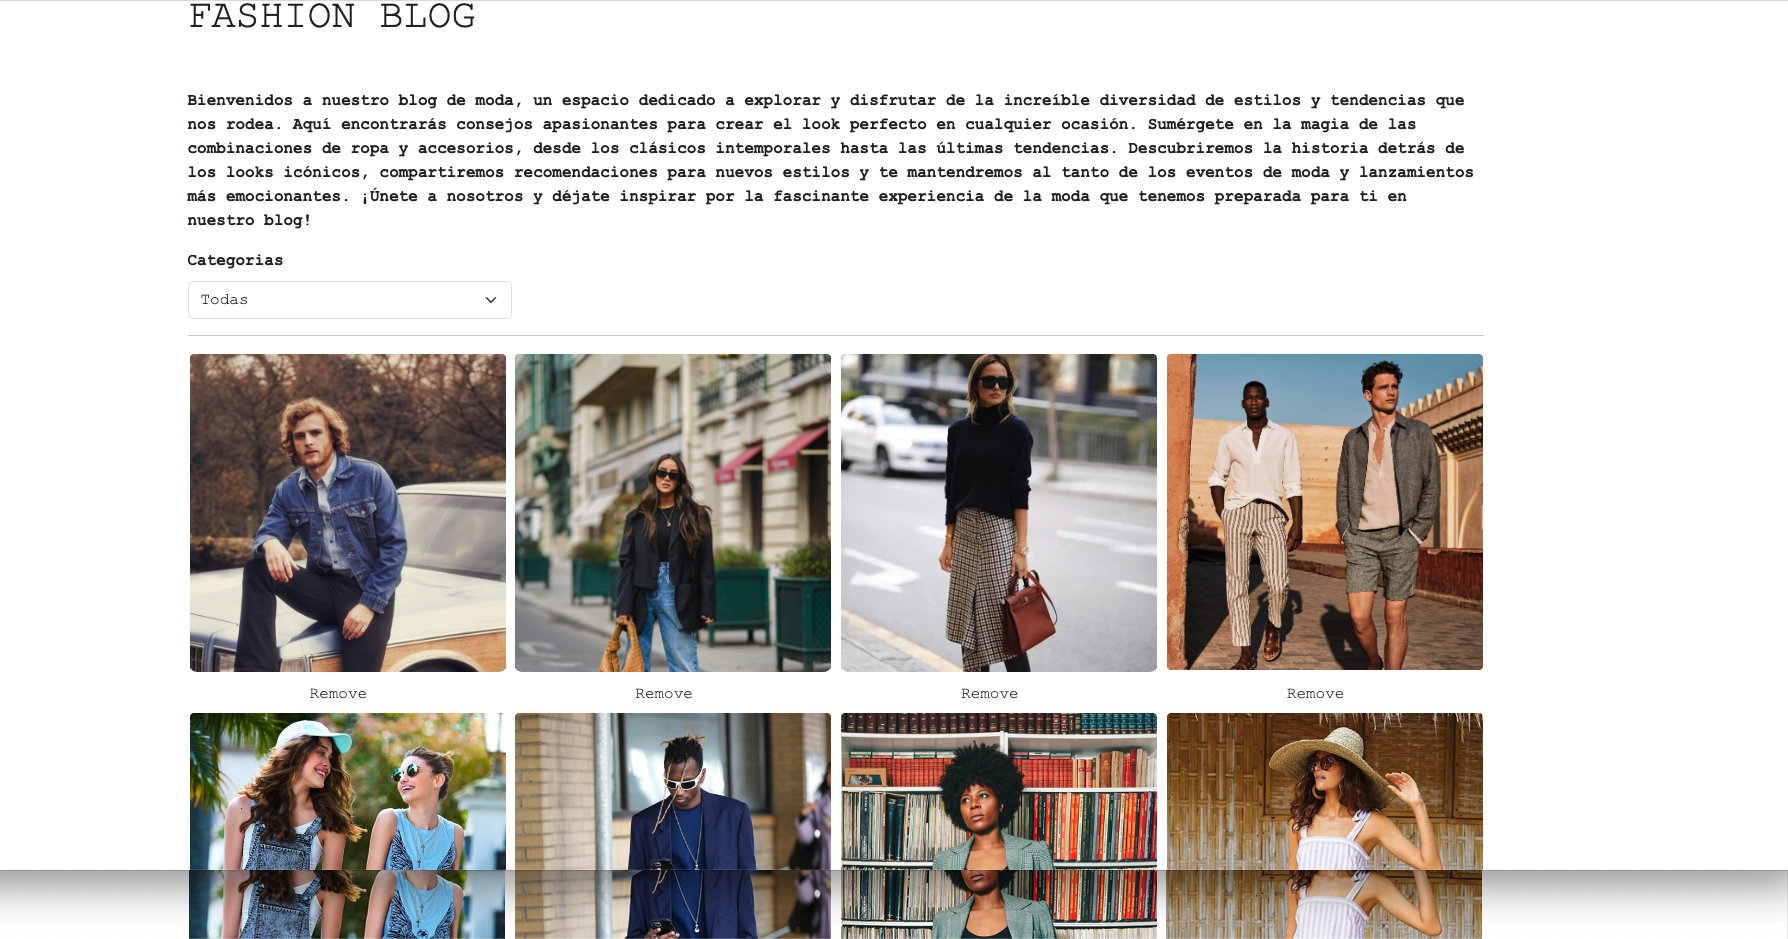 FASHION BLOG
Bienvenidos a nuestro blog de moda, un espacio dedicado a explorar y disfrutar de la increíble diversidad de estilos y tendencias que
nos rodea. Aquí encontrarás consejos apasionantes para crear el look perfecto en cualquier ocasión. Sumérgete en la magia de las
combinaciones de ropa y accesorios, desde los clásicos intemporales hasta las últimas tendencias. Descubriremos la historia detrás de
los looks icónicos, compartiremos recomendaciones para nuevos estilos y te mantendremos al tanto de los eventos de moda y lanzamientos
más emocionantes. ¡Únete a nosotros y déjate inspirar por la fascinante experiencia de la moda que tenemos preparada para ti en
nuestro blog!
Categorias
Todas
Remove
Remove
Remove
Remove